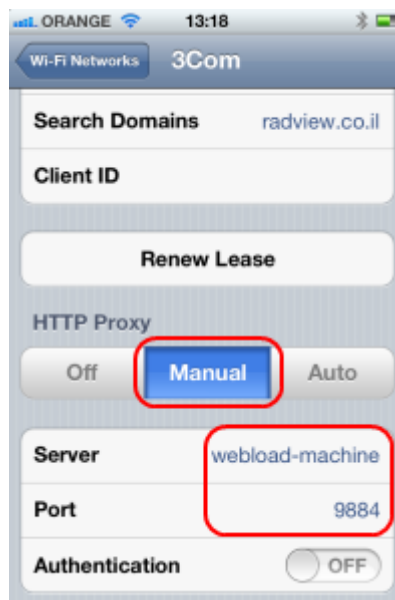 ORANGE 13:18
Wi-Fi Networks 3Com
Search Domains radview.co.il
Client ID
Renew Lease
HTTP Proxy
Off Manual Auto
Server webload-machine
Port 9884
Authentication OFF